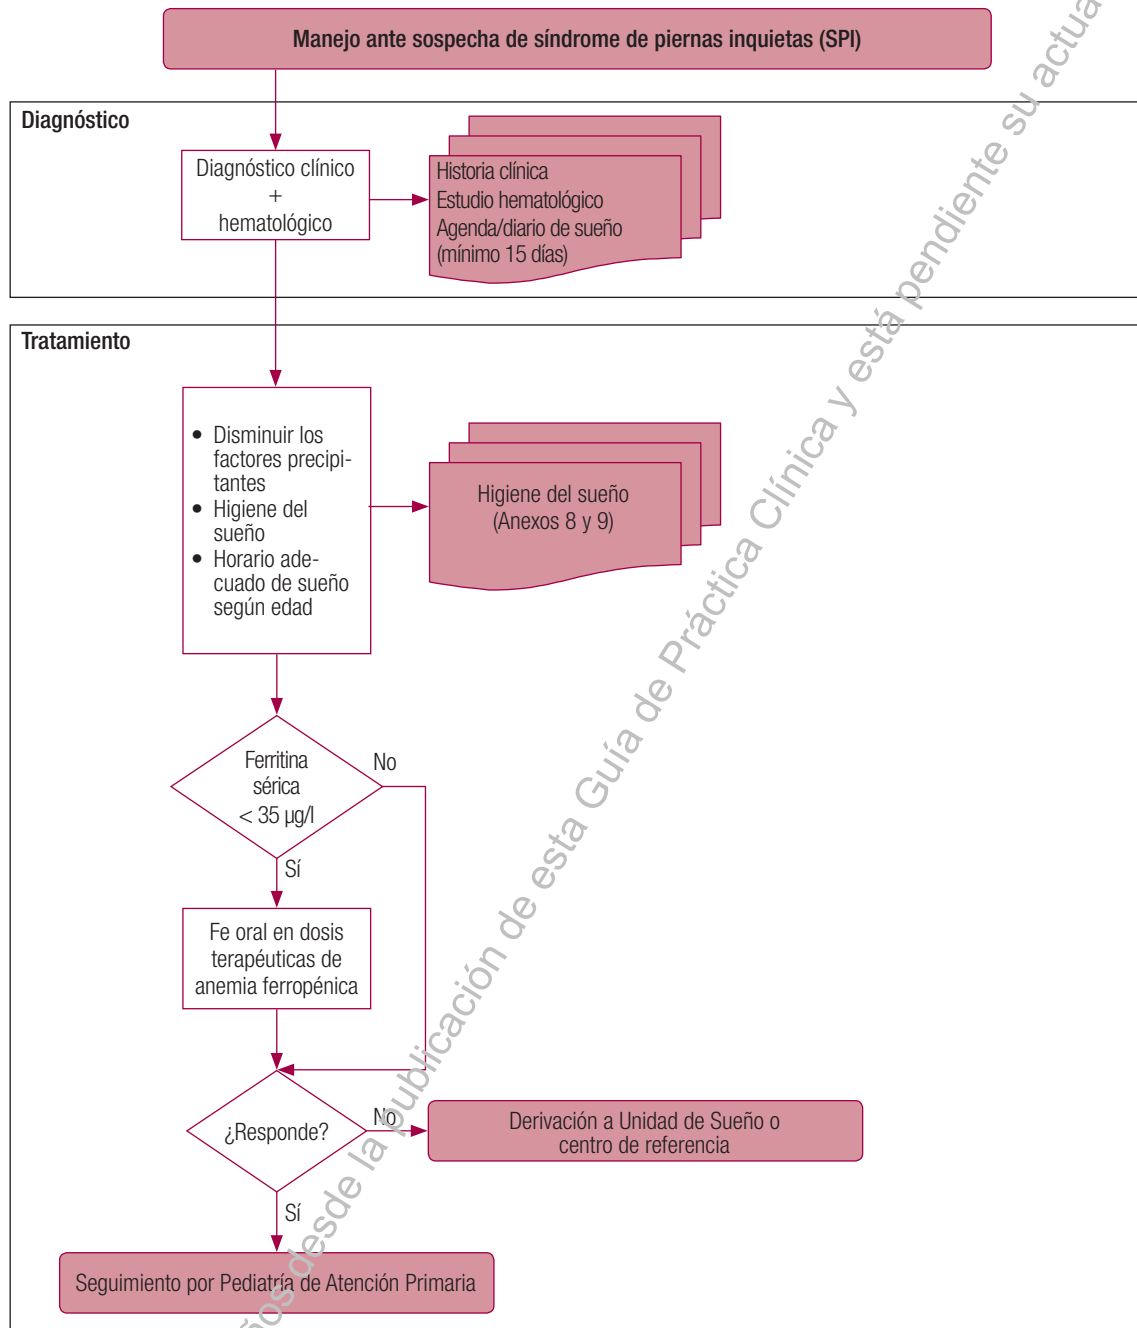 Manejo ante sospecha de síndrome de piernas inquietas (SPI)
Diagnóstico
Diagnóstico clínico
+
hematológico
Historia clínica
Estudio hematológico
Agenda/diario de sueño
(mínimo 15 días)
Tratamiento
• Disminuir los
factores precipi-
tantes
• Higiene del
sueño
• Horario ade-
cuado de sueño
según edad
Higiene del sueño
(Anexos 8 y 9)
Ferritina
sérica
< 35 µg/l
No
Sí
Fe oral en dosis
terapéuticas de
anemia ferropénica
¿Responde?
No
Derivación a Unidad de Sueño o
centro de referencia
Sí
Seguimiento por Pediatría de Atención Primaria
ños desde la publicación de esta Guía de Práctica Clínica y está pendiente su actua